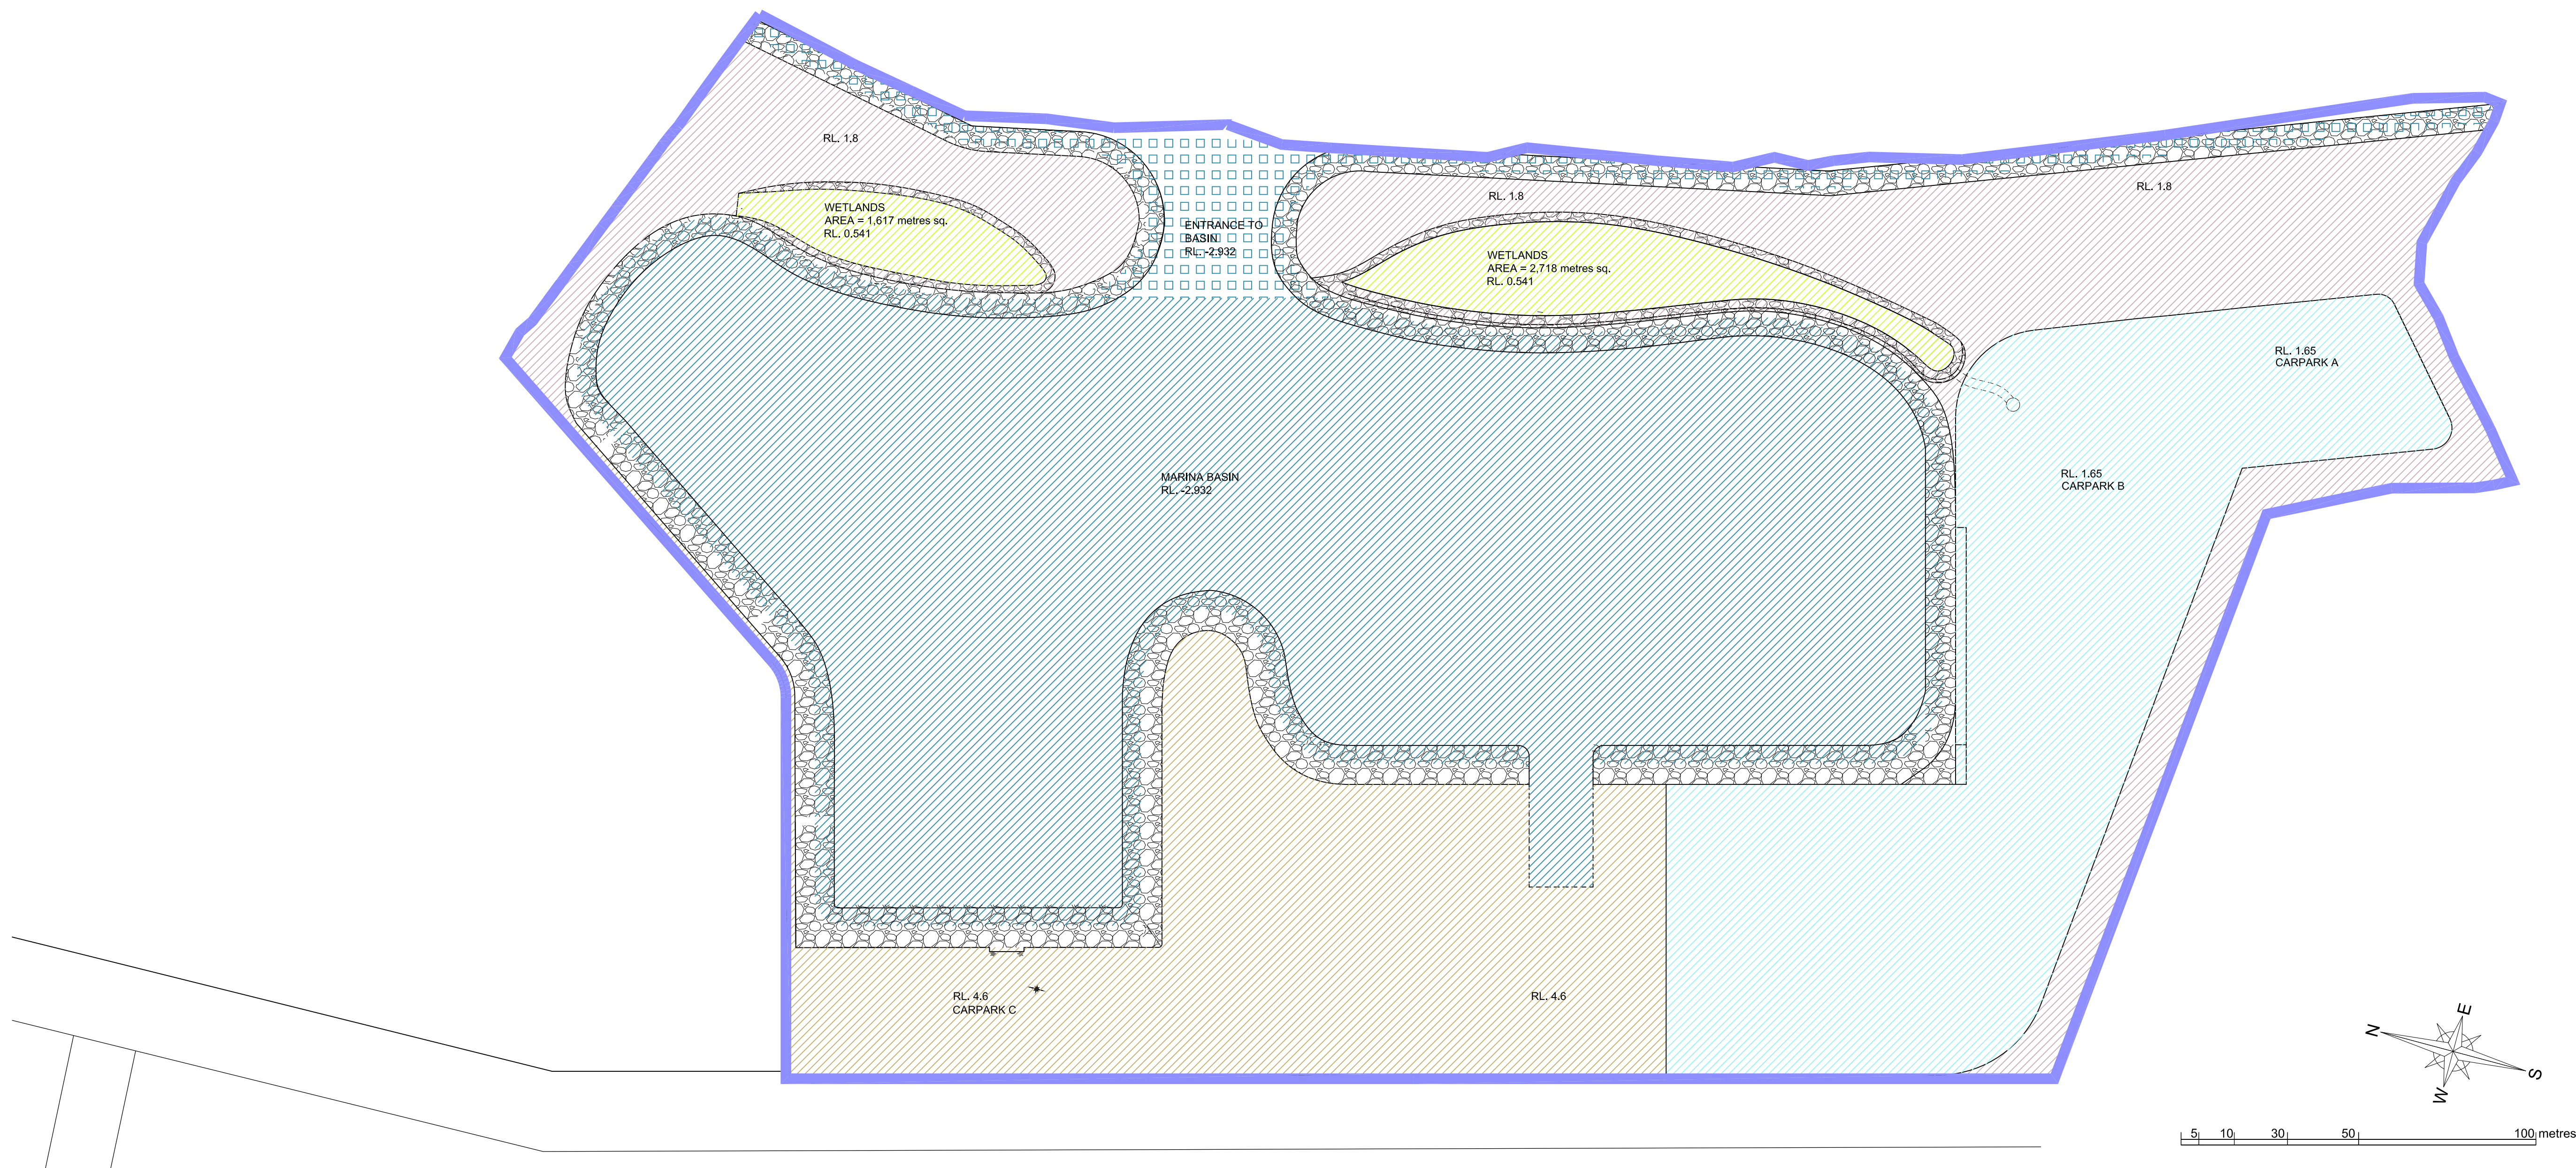 RL. 1.8
WETLANDS
AREA = 1,617 metres sq.
RL. 0.541
ENTRANCE TO
BASIN
RL. -2.932
RL. 1.8
RL. 1.8
WETLANDS
AREA = 2,718 metres sq.
RL. 0.541
RL. 1.65
CARPARK A
MARINA BASIN
RL. -2.932
RL. 1.65
CARPARK B
RL. 4.6
CARPARK C
RL. 4.6
N
E
S
W
5 10 30 50 100 metres